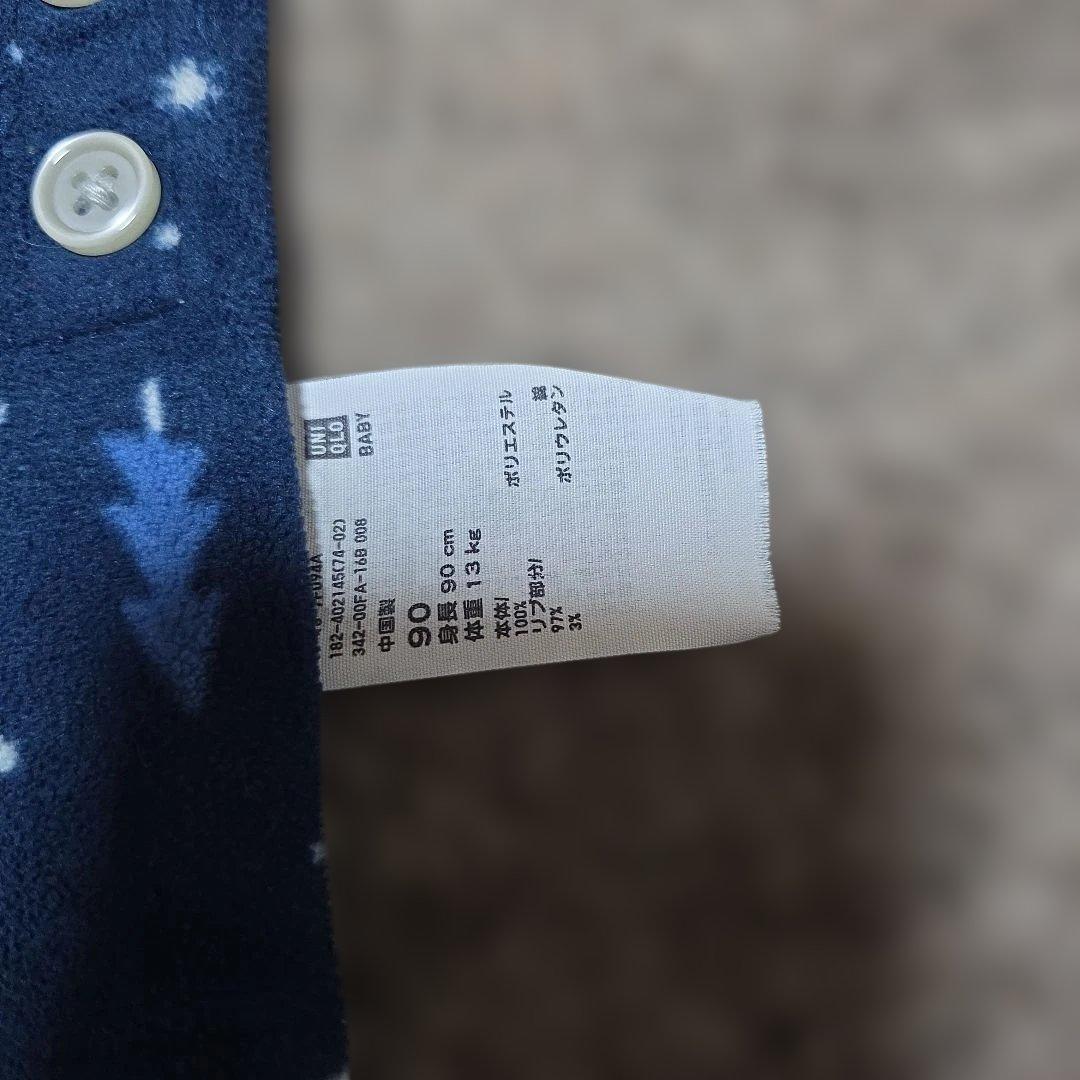 UNI
QLO
BABY
182-402145(74-02)
342-00FA-16B 008
中国製
90
身長 90 cm
体重 13 kg
本体/
100% ポリエステル
リブ部分/
97% 綿
3% ポリウレタン